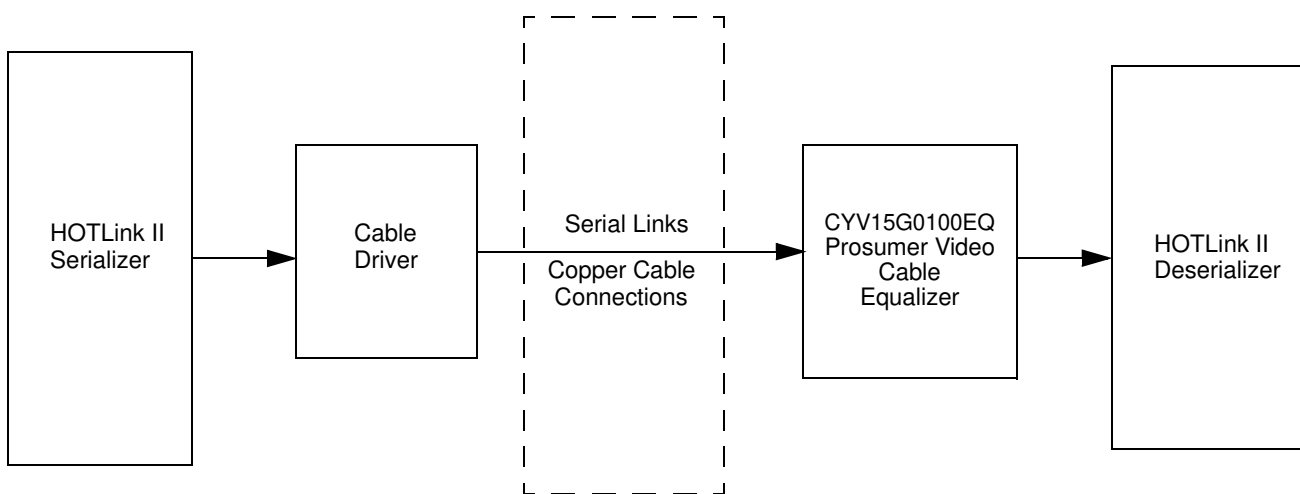 HOTLink II
Serializer
Cable
Driver
Serial Links
Copper Cable
Connections
CYV15G0100EQ
Prosumer Video
Cable
Equalizer
HOTLink II
Deserializer